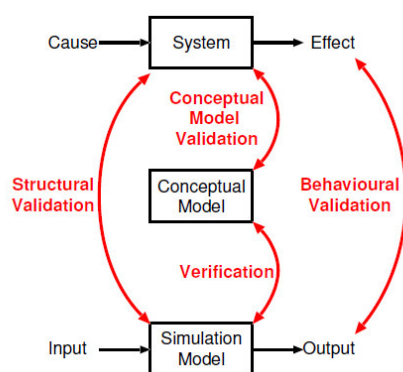 Cause
System
Effect
Conceptual
Model
Validation
Structural
Validation
Conceptual
Model
Behavioural
Validation
Verification
Input
Simulation
Model
Output